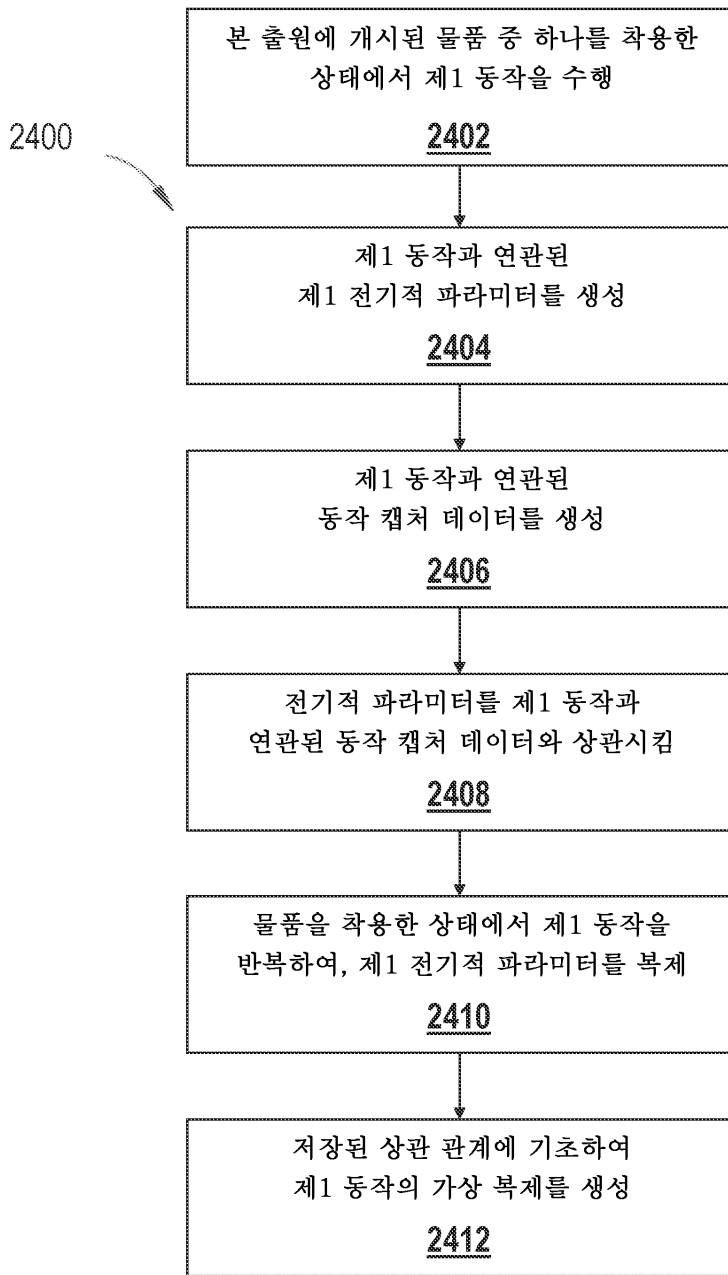 본 출원에 개시된 물품 중 하나를 착용한
상태에서 제1 동작을 수행
2402
2400
제1 동작과 연관된
제1 전기적 파라미터를 생성
2404
제1 동작과 연관된
동작 캡처 데이터를 생성
2406
전기적 파라미터를 제1 동작과
연관된 동작 캡처 데이터와 상관시킴
2408
물품을 착용한 상태에서 제1 동작을
반복하여, 제1 전기적 파라미터를 복제
2410
저장된 상관 관계에 기초하여
제1 동작의 가상 복제를 생성
2412